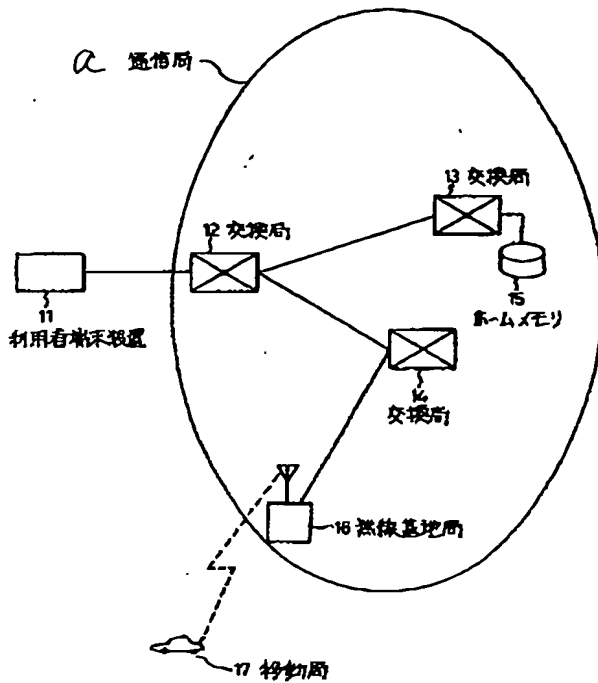 a 通信局
13 交換局
12 交換局
15
ホームメモリ
11
利用者端末装置
14
交換局
16 無線基地局
17 移動局